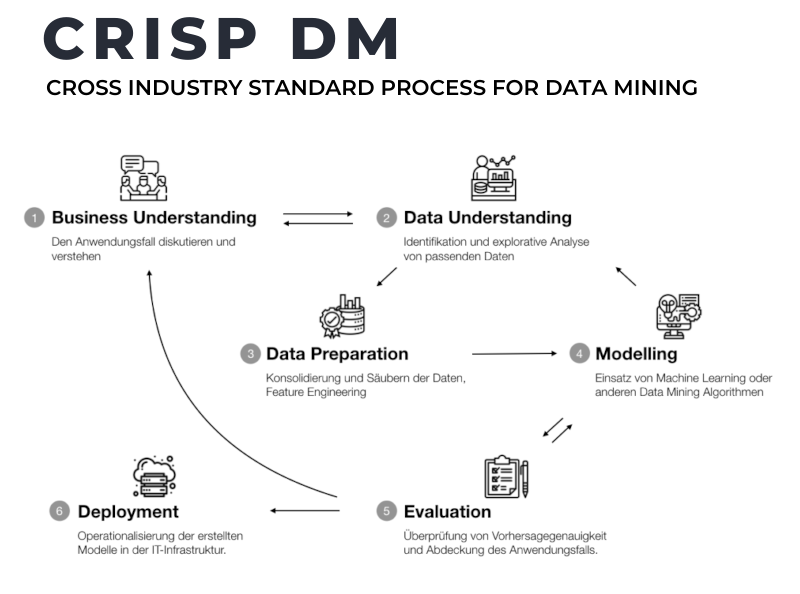 CRISP DM
CROSS INDUSTRY STANDARD PROCESS FOR DATA MINING
1 Business Understanding
Den Anwendungsfall diskutieren und
verstehen
2 Data Understanding
Identifikation und explorative Analyse
von passenden Daten
3 Data Preparation
Konsolidierung und Säubern der Daten,
Feature Engineering
4 Modelling
Einsatz von Machine Learning oder
anderen Data Mining Algorithmen
6 Deployment
Operationalisierung der erstellten
Modelle in der IT-Infrastruktur.
5 Evaluation
Überprüfung von Vorhersagegenauigkeit
und Abdeckung des Anwendungsfalls.